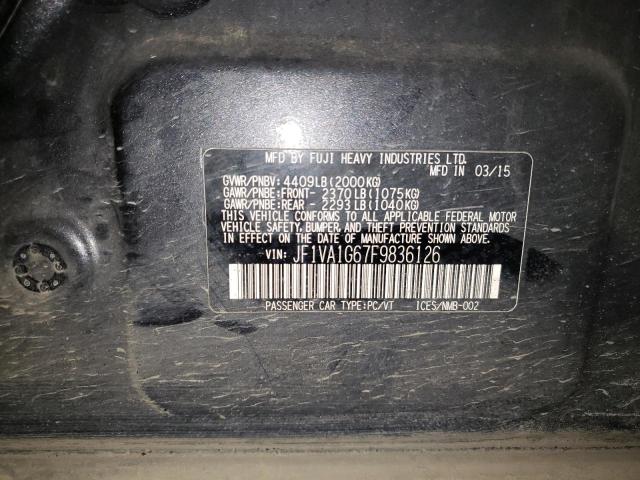 MFD BY FUJI HEAVY INDUSTRIES LTD.
MFD IN 03/15
GVWR/PNBV: 4409LB(2000KG)
GAWR/PNBE:FRONT- 2370LB(1075KG)
GAWR/PNBE:REAR - 2293LB(1040KG)
THIS VEHICLE CONFORMS TO ALL APPLICABLE FEDERAL MOTOR
VEHICLE SAFETY, BUMPER, AND THEFT PREVENTION STANDARDS
IN EFFECT ON THE DATE OF MANUFACTURE SHOWN ABOVE.
VIN: JF1VA1G67F9836126
PASSENGER CAR TYPE:PC/VT ICES/NMB-002